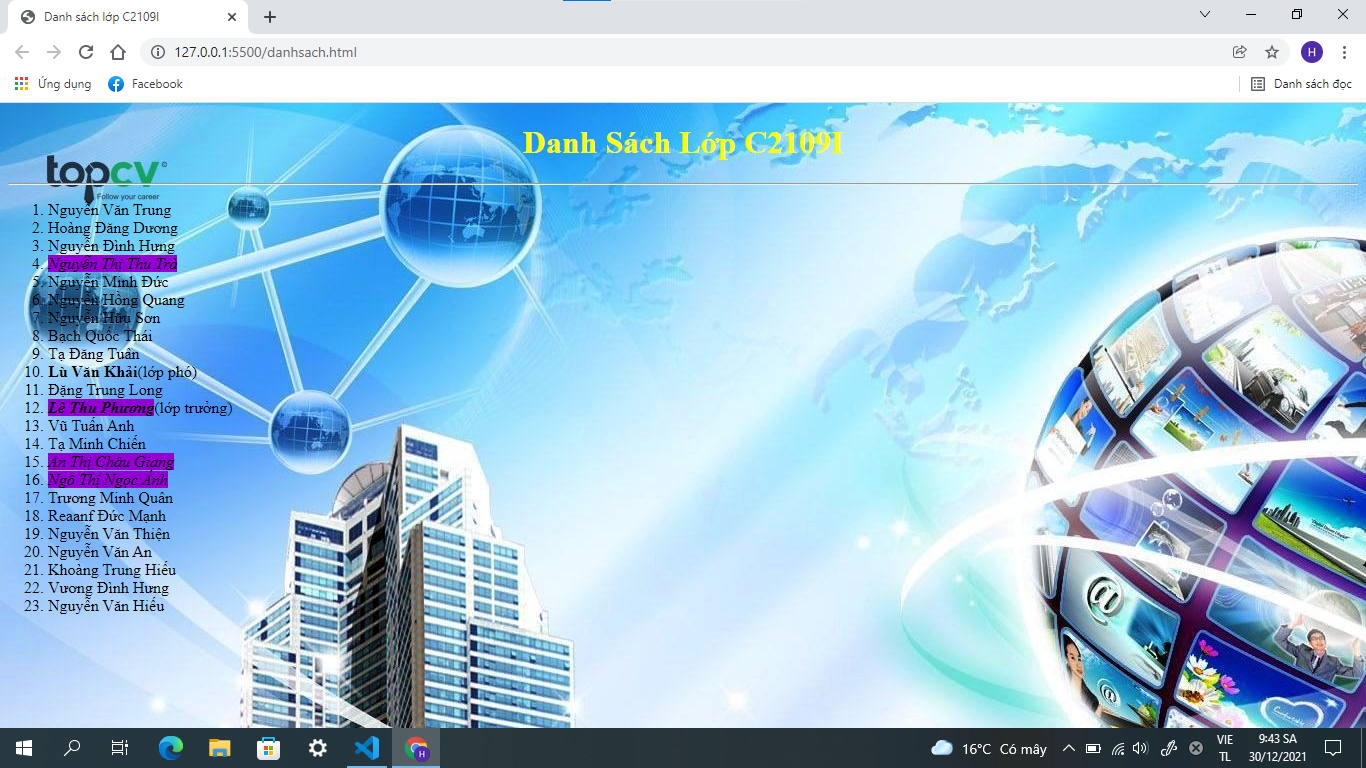 Danh sách lớp C2109I
127.0.0.1:5500/danhsach.html
H
Ứng dụng
Facebook
Danh sách đọc
Danh Sách Lớp C2109I
topcv
Follow your career
1. Nguyễn Văn Trung
2. Hoàng Đăng Dương
3. Nguyễn Đình Hưng
4. Nguyễn Thị Thu Trà
5. Nguyễn Minh Đức
6. Nguyễn Hồng Quang
7. Nguyễn Hữu Sơn
8. Bạch Quốc Thái
9. Tạ Đăng Tuân
10. Lù Văn Khải(lớp phó)
11. Đặng Trung Long
12. Lê Thu Phương(lớp trưởng)
13. Vũ Tuấn Anh
14. Tạ Minh Chiến
15. An Thị Châu Giang
16. Ngô Thị Ngọc Ánh
17. Trương Minh Quân
18. Reaanf Đức Mạnh
19. Nguyễn Văn Thiện
20. Nguyễn Văn An
21. Khoàng Trung Hiếu
22. Vương Đình Hưng
23. Nguyễn Văn Hiếu
@
@
H
16°C Có mây
VIE
TL
9:43 SA
30/12/2021